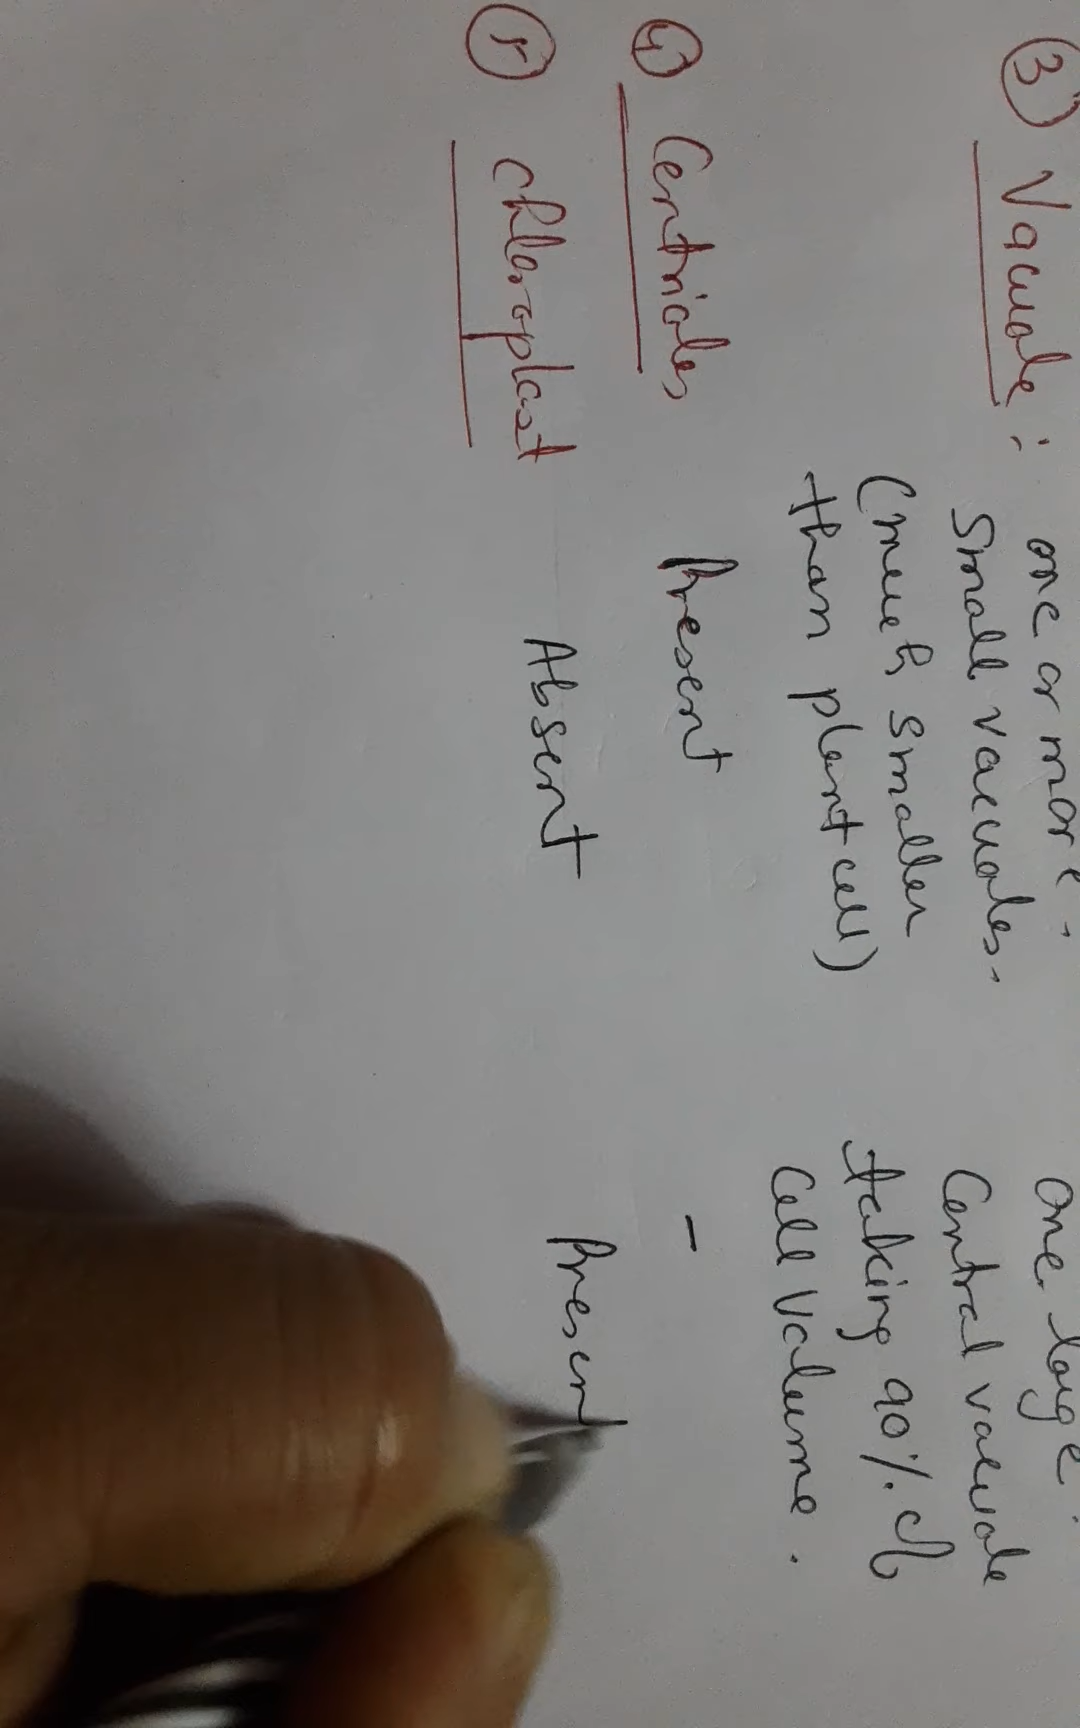 3 Vacuole : one or more
small vacuoles.
(much smaller
than plant cell)
one large
Central vacuole
taking 90% of
cell volume.
4 Centrioles Present -
5 chloroplast Absent Present